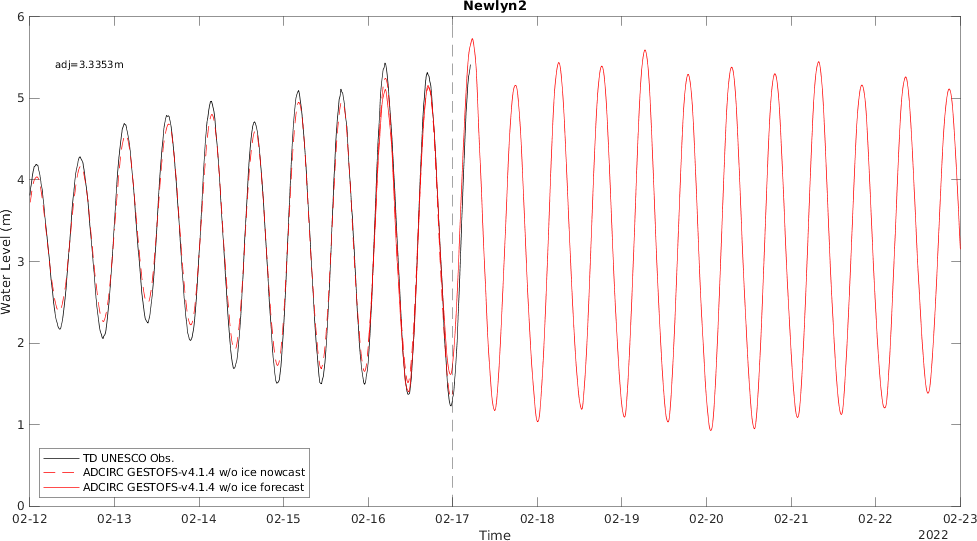 Newlyn2
adj=3.3353m
6
5
4
3
2
1
0
Water Level (m)
TD UNESCO Obs.
ADCIRC GESTOFS-v4.1.4 w/o ice nowcast
ADCIRC GESTOFS-v4.1.4 w/o ice forecast
02-12 02-13 02-14 02-15 02-16 02-17 02-18 02-19 02-20 02-21 02-22 02-23
Time
2022